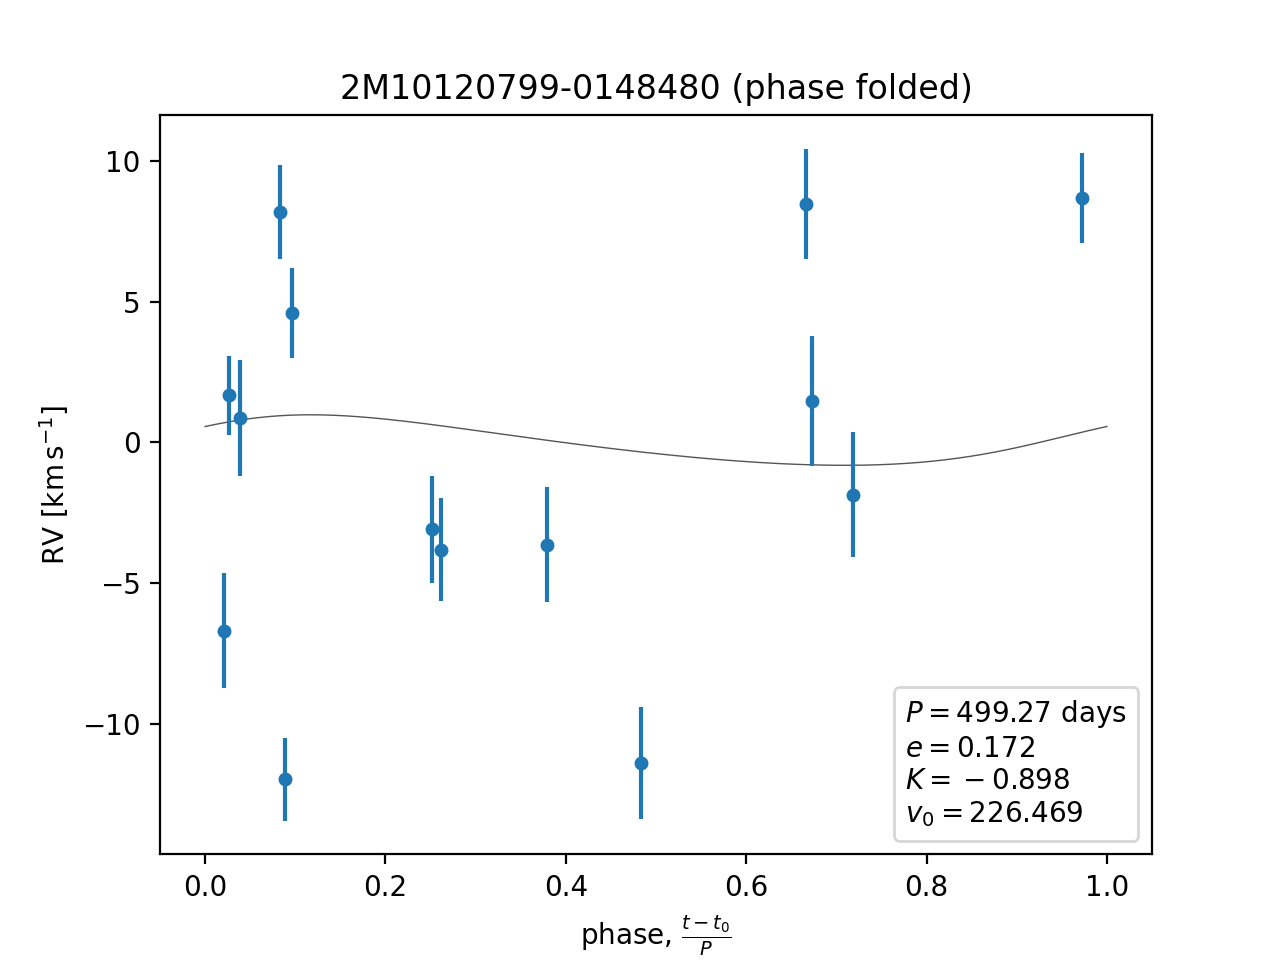 2M10120799-0148480 (phase folded)
10
5
0
−5
−10
RV [km s⁻¹]
P = 499.27 days
e = 0.172
K = −0.898
v₀ = 226.469
0.0 0.2 0.4 0.6 0.8 1.0
phase, (t − t₀)/P